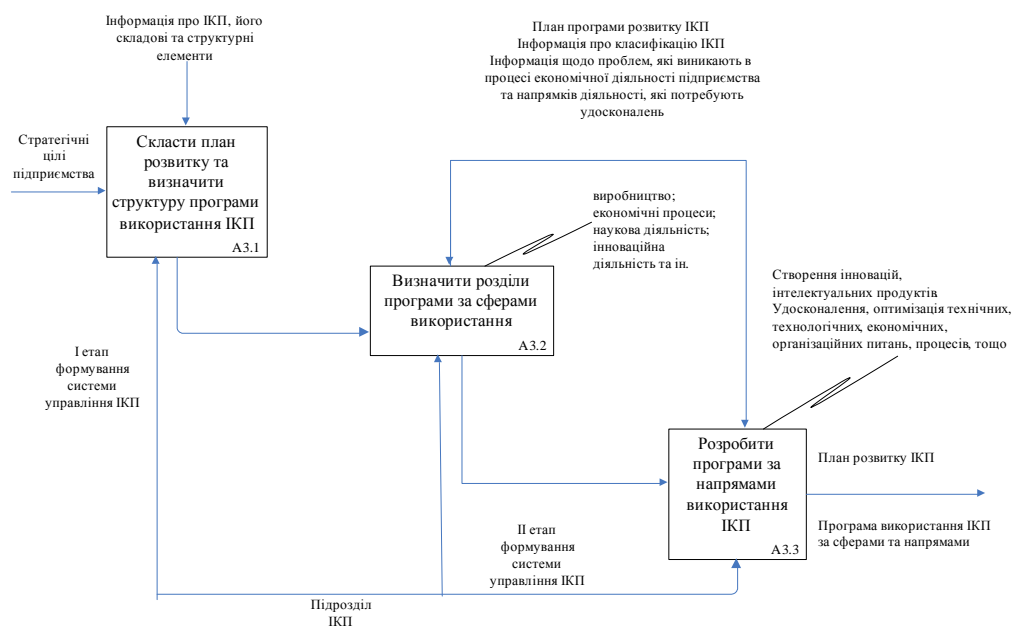 Інформація про ІКП, його
складові та структурні
елементи
План програми розвитку ІКП
Інформація про класифікацію ІКП
Інформація щодо проблем, які виникають в
процесі економічної діяльності підприємства
та напрямків діяльності, які потребують
удосконалень
Стратегічні
цілі
підприємства
Скласти план
розвитку та
визначити
структуру програми
використання ІКП
А3.1
виробництво;
економічні процеси;
наукова діяльність;
інноваційна
діяльність та ін.
Визначити розділи
програми за сферами
використання
А3.2
Створення інновацій,
інтелектуальних продуктів.
Удосконалення, оптимізація технічних,
технологічних, економічних,
організаційних питань, процесів, тощо
І етап
формування
системи
управління ІКП
Розробити
програми за
напрямами
використання
ІКП
А3.3
План розвитку ІКП
Програма використання ІКП
за сферами та напрямами
ІІ етап
формування
системи
управління ІКП
Підрозділ
ІКП